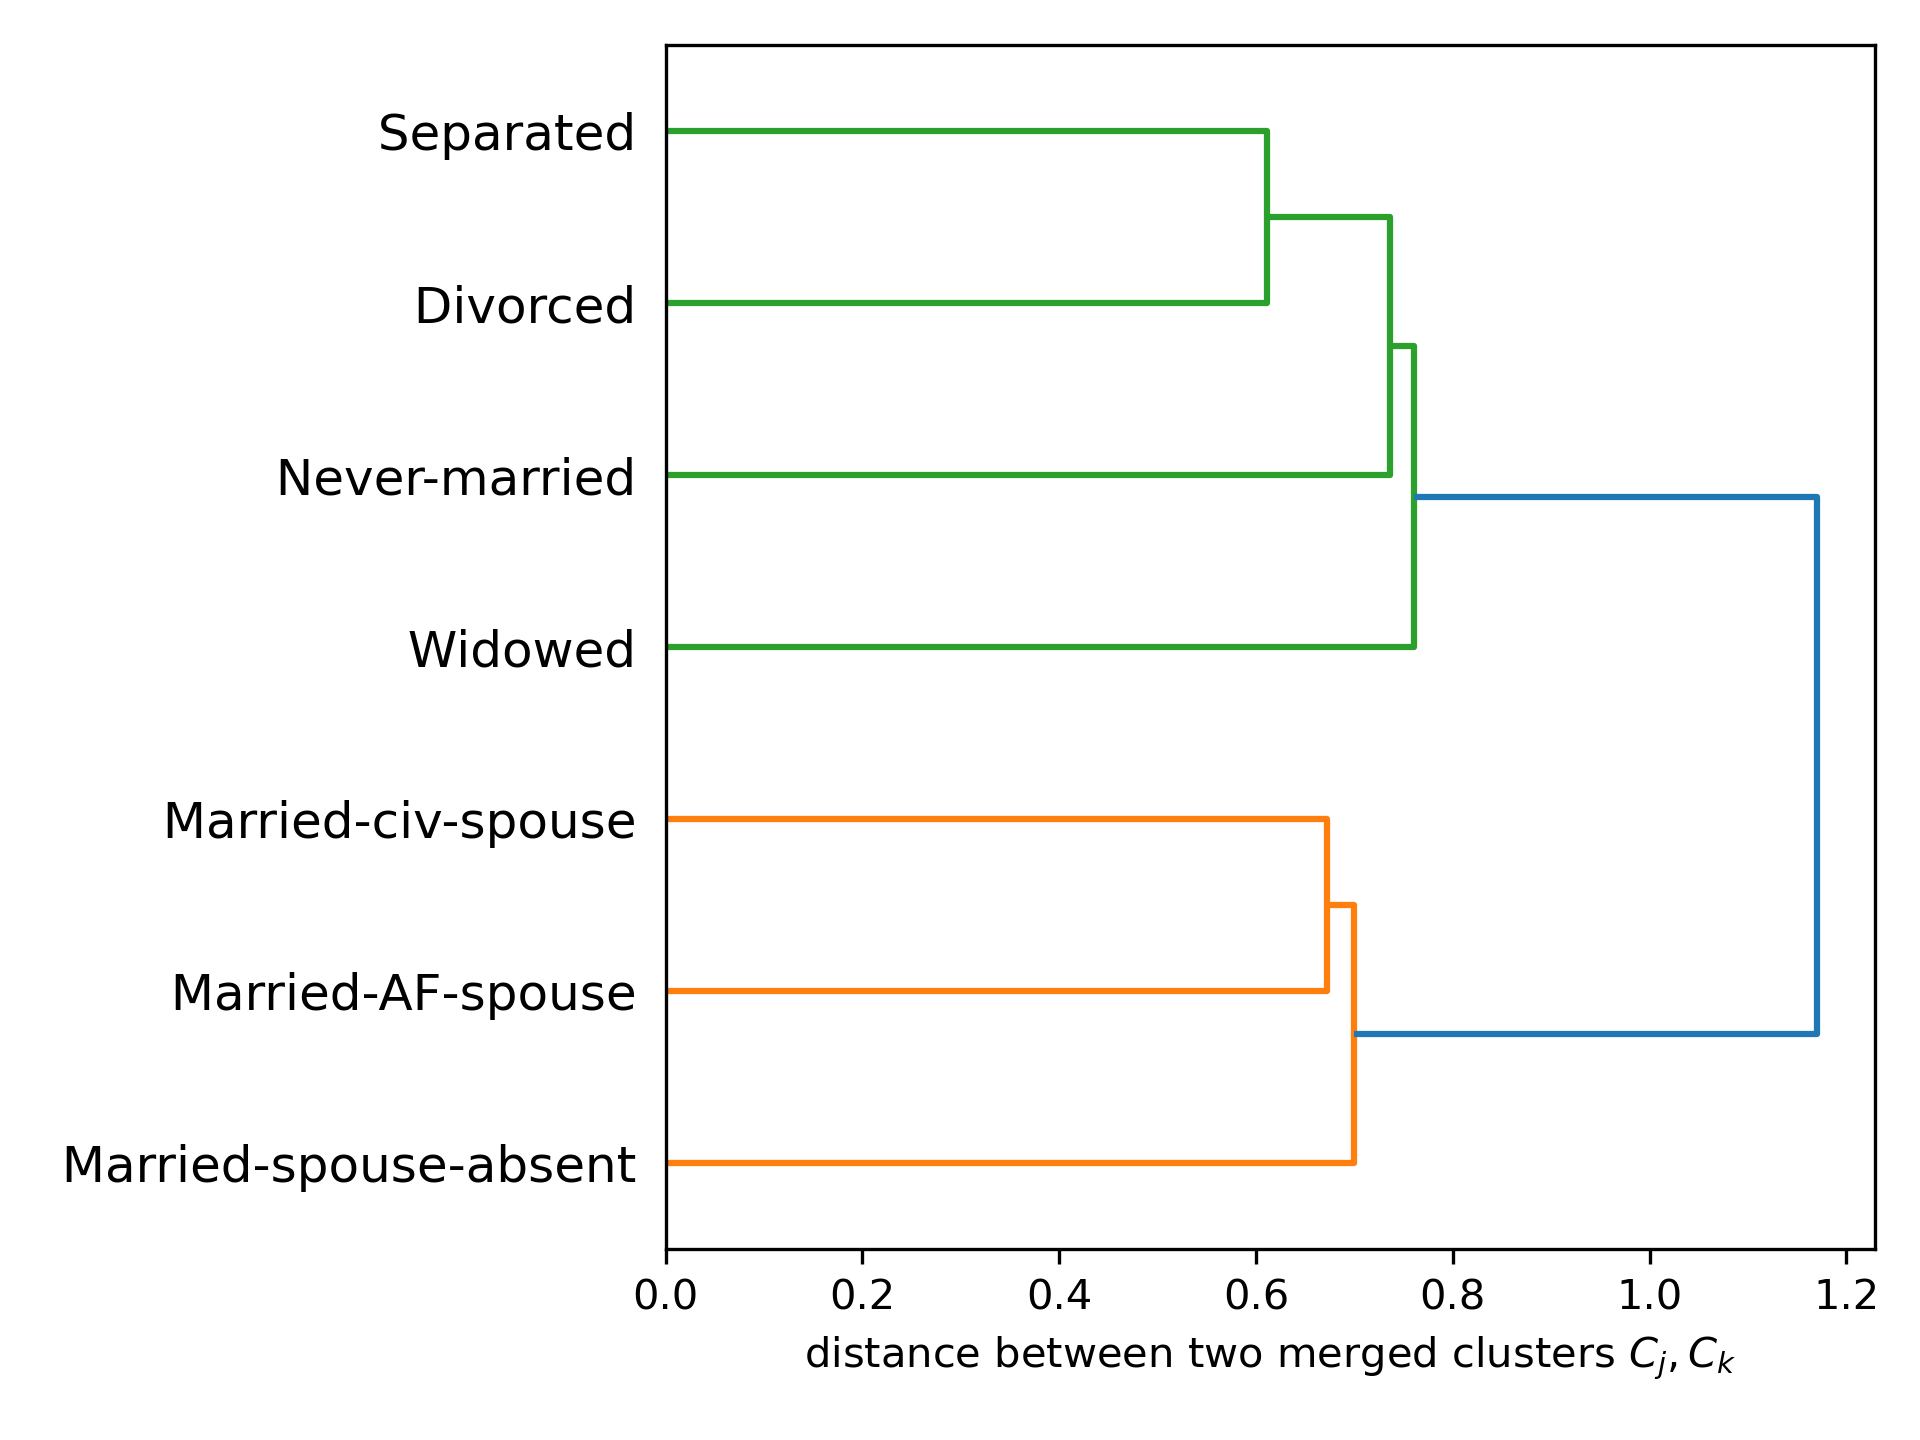 Separated
Divorced
Never-married
Widowed
Married-civ-spouse
Married-AF-spouse
Married-spouse-absent
0.0 0.2 0.4 0.6 0.8 1.0 1.2
distance between two merged clusters C_j, C_k